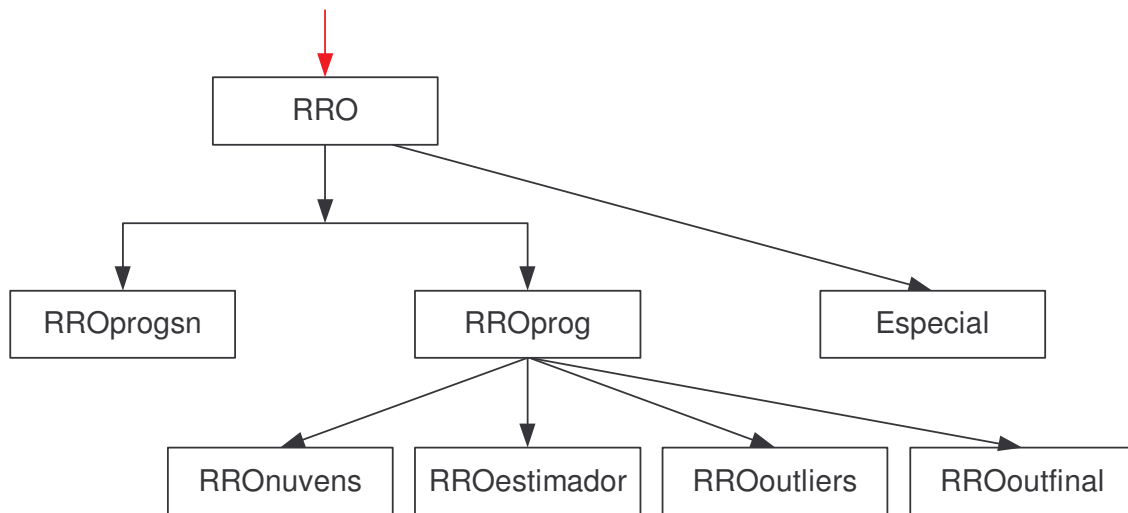 RRO
RROprogsn
RROprog
Especial
RROnuvens
RROestimador
RROoutliers
RROoutfinal